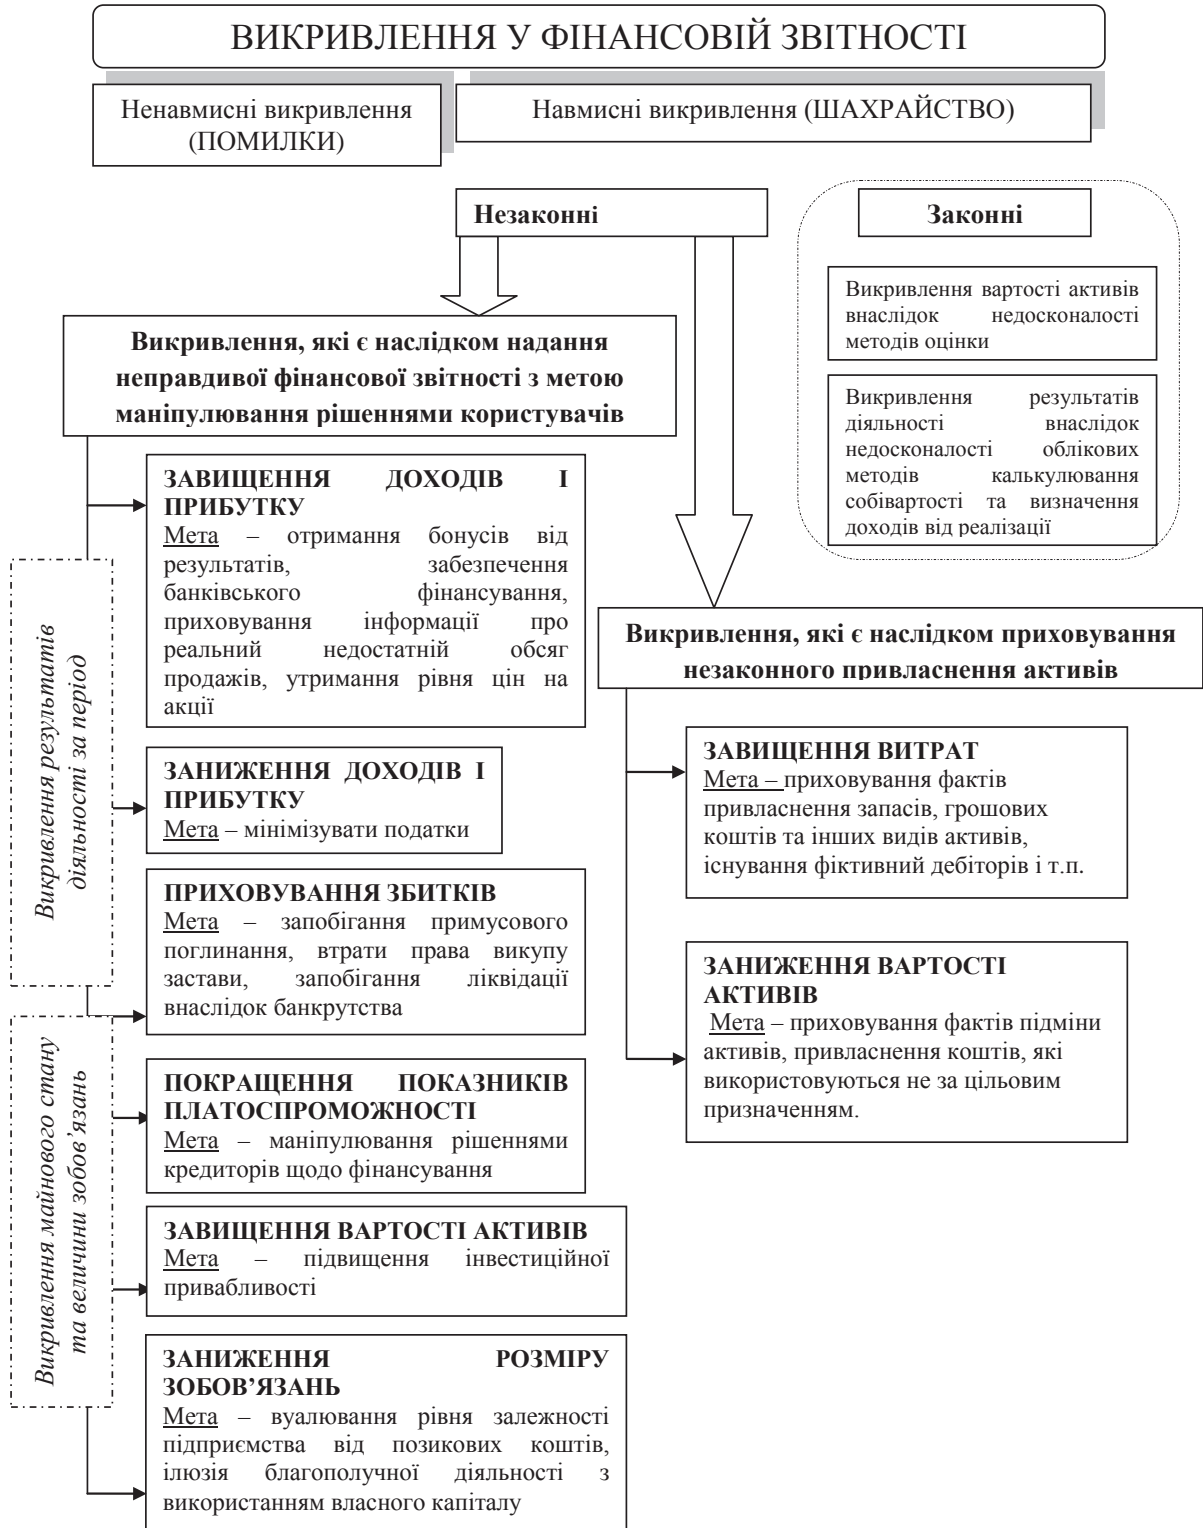 ВИКРИВЛЕННЯ У ФІНАНСОВІЙ ЗВІТНОСТІ
Ненавмисні викривлення
(ПОМИЛКИ)
Навмисні викривлення (ШАХРАЙСТВО)
Незаконні
Законні
Викривлення вартості активів
внаслідок недосконалості
методів оцінки
Викривлення результатів
діяльності внаслідок
недосконалості облікових
методів калькулювання
собівартості та визначення
доходів від реалізації
Викривлення, які є наслідком надання
неправдивої фінансової звітності з метою
маніпулювання рішеннями користувачів
Викривлення результатів
діяльності за період
ЗАВИЩЕННЯ ДОХОДІВ І
ПРИБУТКУ
Мета – отримання бонусів від
результатів, забезпечення
банківського фінансування,
приховування інформації про
реальний недостатній обсяг
продажів, утримання рівня цін на
акції
ЗАНИЖЕННЯ ДОХОДІВ І
ПРИБУТКУ
Мета – мінімізувати податки
ПРИХОВУВАННЯ ЗБИТКІВ
Мета – запобігання примусового
поглинання, втрати права викупу
застави, запобігання ліквідації
внаслідок банкрутства
Викривлення майнового стану
та величини зобов’язань
ПОКРАЩЕННЯ ПОКАЗНИКІВ
ПЛАТОСПРОМОЖНОСТІ
Мета – маніпулювання рішеннями
кредиторів щодо фінансування
ЗАВИЩЕННЯ ВАРТОСТІ АКТИВІВ
Мета – підвищення інвестиційної
привабливості
ЗАНИЖЕННЯ РОЗМІРУ
ЗОБОВ’ЯЗАНЬ
Мета – вуалювання рівня залежності
підприємства від позикових коштів,
ілюзія благополучної діяльності з
використанням власного капіталу
Викривлення, які є наслідком приховування
незаконного привласнення активів
ЗАВИЩЕННЯ ВИТРАТ
Мета – приховування фактів
привласнення запасів, грошових
коштів та інших видів активів,
існування фіктивний дебіторів і т.п.
ЗАНИЖЕННЯ ВАРТОСТІ
АКТИВІВ
Мета – приховування фактів підміни
активів, привласнення коштів, які
використовуються не за цільовим
призначенням.